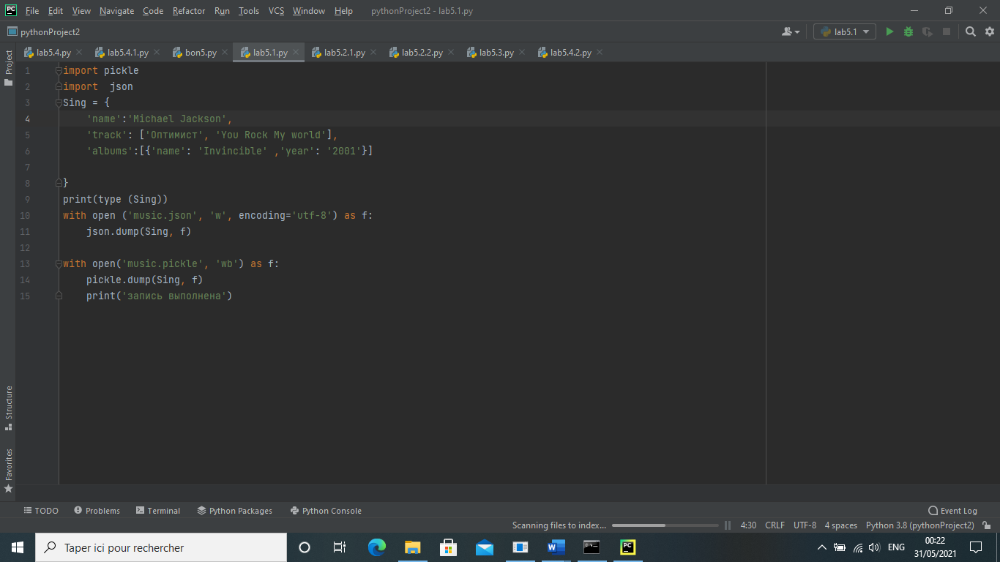 PC File Edit View Navigate Code Refactor Run Tools VCS Window Help pythonProject2 - lab5.1.py
pythonProject2 lab5.1
lab5.4.py lab5.4.1.py bon5.py lab5.1.py lab5.2.1.py lab5.2.2.py lab5.3.py lab5.4.2.py
Project
1 import pickle
2 import  json
3 Sing = {
4     'name':'Michael Jackson',
5     'track': ['Оптимист', 'You Rock My world'],
6     'albums':[{'name': 'Invincible' ,'year': '2001'}]
7
8 }
9 print(type (Sing))
10 with open ('music.json', 'w', encoding='utf-8') as f:
11     json.dump(Sing, f)
12
13 with open('music.pickle', 'wb') as f:
14     pickle.dump(Sing, f)
15     print('запись выполнена')
Structure
Favorites
TODO Problems Terminal Python Packages Python Console Event Log
Scanning files to index... 4:30 CRLF UTF-8 4 spaces Python 3.8 (pythonProject2)
Taper ici pour rechercher W PC ENG 00:22
31/05/2021